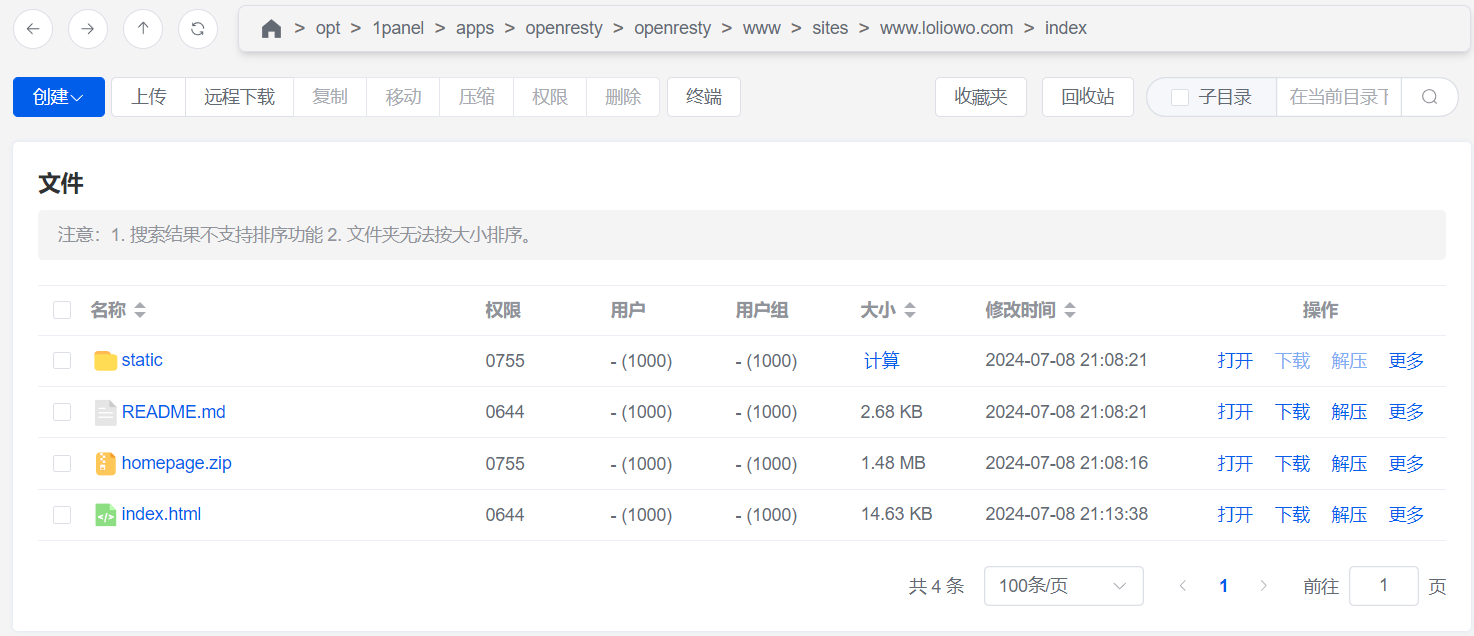 > opt > 1panel > apps > openresty > openresty > www > sites > www.loliowo.com > index
创建 上传 远程下载 复制 移动 压缩 权限 删除 终端 收藏夹 回收站 子目录 在当前目录下
文件
注意：1. 搜索结果不支持排序功能 2. 文件夹无法按大小排序。
名称 权限 用户 用户组 大小 修改时间 操作
static 0755 - (1000) - (1000) 计算 2024-07-08 21:08:21 打开 下载 解压 更多
README.md 0644 - (1000) - (1000) 2.68 KB 2024-07-08 21:08:21 打开 下载 解压 更多
homepage.zip 0755 - (1000) - (1000) 1.48 MB 2024-07-08 21:08:16 打开 下载 解压 更多
index.html 0644 - (1000) - (1000) 14.63 KB 2024-07-08 21:13:38 打开 下载 解压 更多
共 4 条 100条/页 1 前往 1 页